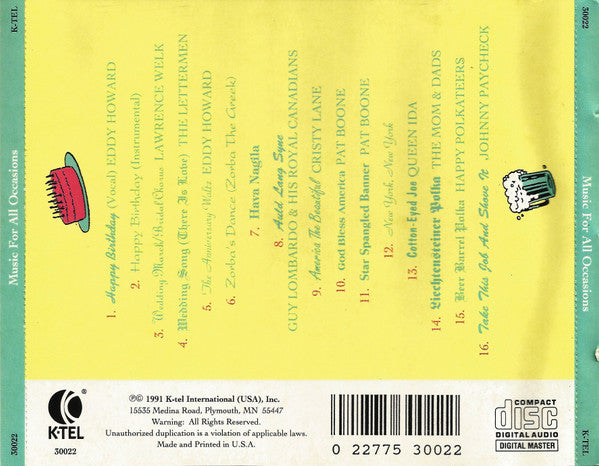 K-TEL
30022
Music For All Occasions
1. Happy Birthday (Vocal) EDDY HOWARD
2. Happy Birthday (Instrumental)
3. Wedding March/Bridal Chorus LAWRENCE WELK
4. Wedding Song (There Is Love) THE LETTERMEN
5. The Anniversary Waltz EDDY HOWARD
6. Zorba's Dance (Zorba The Greek)
7. Hava Nagila
8. Auld Lang Syne
GUY LOMBARDO & HIS ROYAL CANADIANS
9. America The Beautiful CRISTY LANE
10. God Bless America PAT BOONE
11. Star Spangled Banner PAT BOONE
12. New York, New York
13. Cotton-Eyed Joe QUEEN IDA
14. Liechtensteiner Polka THE MOM & DADS
15. Beer Barrel Polka HAPPY POLKATEERS
16. Take This Job And Shove It JOHNNY PAYCHECK
K-TEL
30022
℗© 1991 K-tel International (USA), Inc.
15535 Medina Road, Plymouth, MN 55447
Warning: All Rights Reserved.
Unauthorized duplication is a violation of applicable laws.
Made and Printed in U.S.A.
0 22775 30022
COMPACT
disc
DIGITAL AUDIO
DIGITAL MASTER
30022
Music For All Occasions
K-TEL